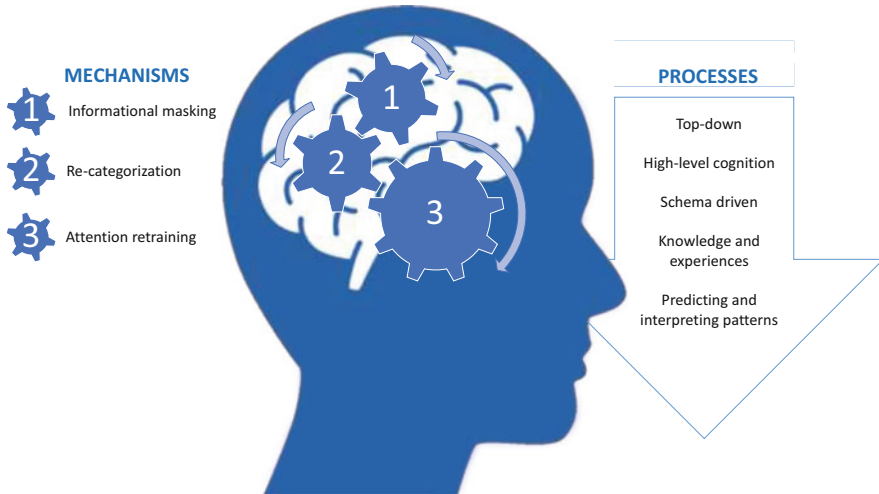 MECHANISMS
1 Informational masking
2 Re-categorization
3 Attention retraining
1
2
3
PROCESSES
Top-down
High-level cognition
Schema driven
Knowledge and
experiences
Predicting and
interpreting patterns